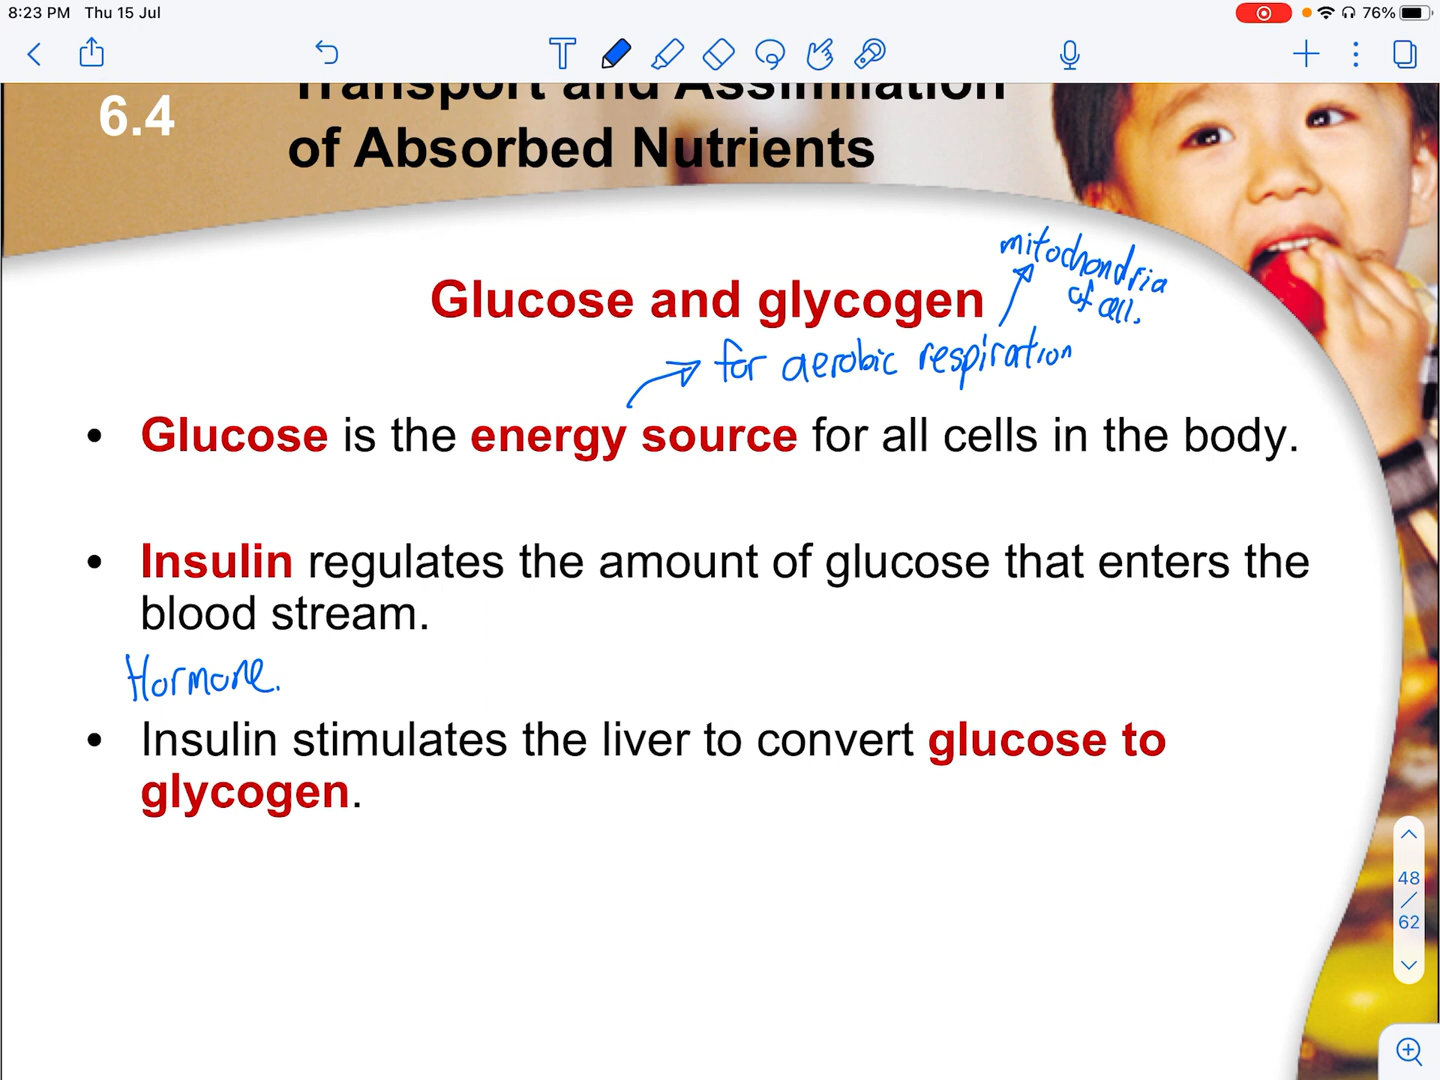 8:23 PM Thu 15 Jul
76%
6.4
Transport and Assimilation
of Absorbed Nutrients
mitochondria
of cell.
Glucose and glycogen
for aerobic respiration
• Glucose is the energy source for all cells in the body.
• Insulin regulates the amount of glucose that enters the
blood stream.
Hormone.
• Insulin stimulates the liver to convert glucose to
glycogen.
48
/
62